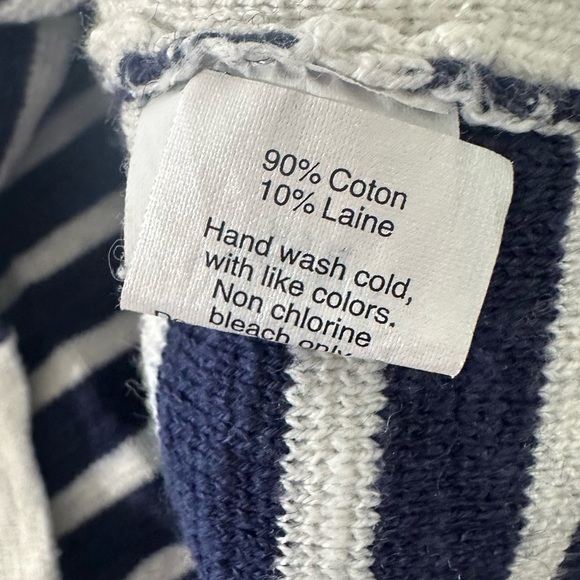 90% Coton
10% Laine
Hand wash cold,
with like colors.
Non chlorine
bleach only